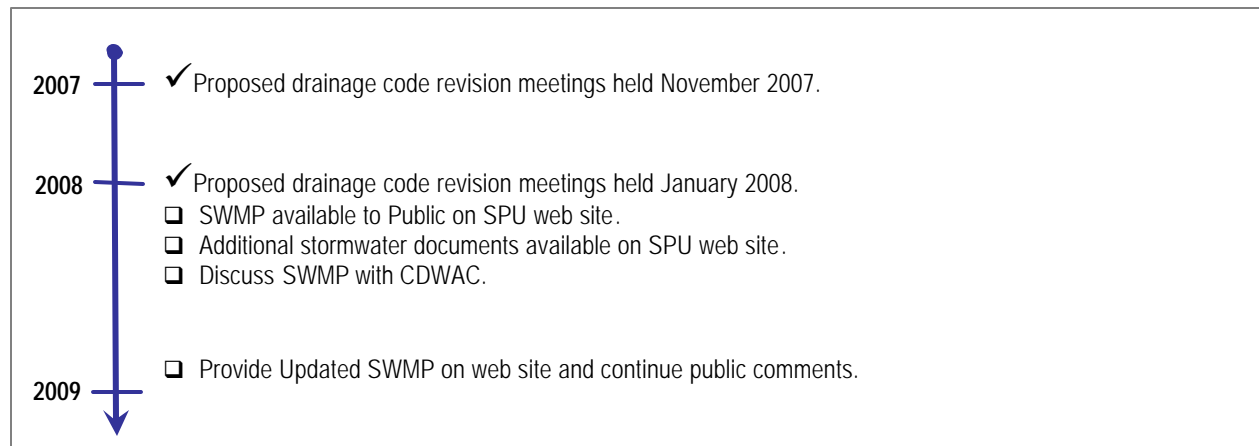 2007 ✓Proposed drainage code revision meetings held November 2007.
2008 ✓Proposed drainage code revision meetings held January 2008.
❑ SWMP available to Public on SPU web site.
❑ Additional stormwater documents available on SPU web site.
❑ Discuss SWMP with CDWAC.
❑ Provide Updated SWMP on web site and continue public comments.
2009